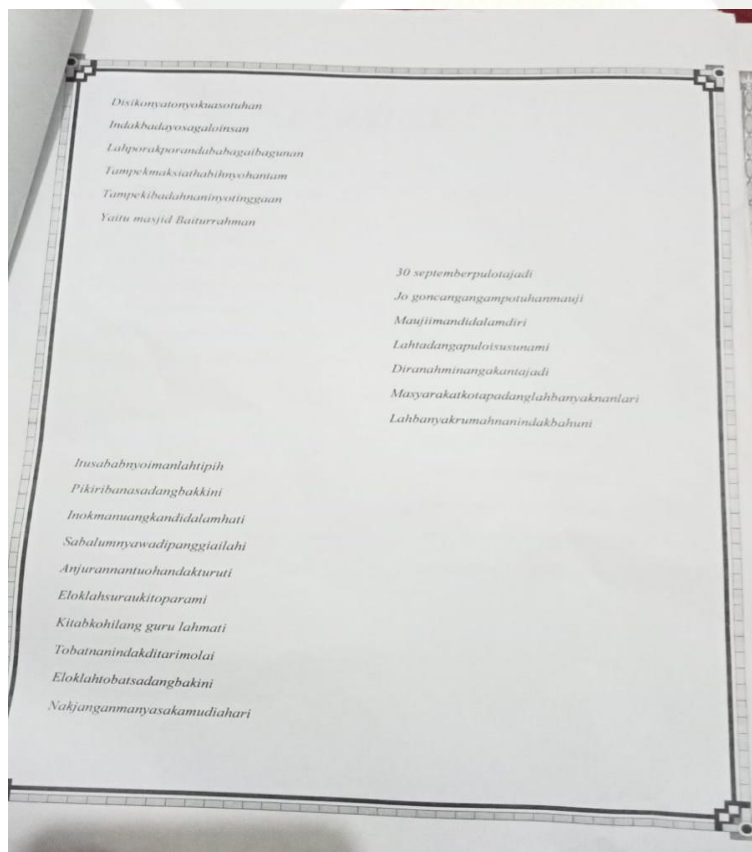 Disikonyatonyokuasotuhan
Indakbadayosagaloinsan
Lahporakporandababagaibagunan
Tampekmaksiathabihnyohantam
Tampekibadahnaninyotinggaan
Yaitu masjid Baiturrahman
30 septemberpulotajadi
Jo goncangangampotuhanmauji
Maujiimandidalamdiri
Lahtadangapuloisusunami
Diranahminangakantajadi
Masyarakatkotapadanglahbanyaknanlari
Lahbanyakrumahnanindakbahuni
Itusababnyoimanlahtipih
Pikiribanasadangbakkini
Inokmanuangkandidalamhati
Sabalumnyawadipanggiailahi
Anjurannantuohandakturuti
Eloklahsuraukitoparami
Kitabkohilang guru lahmati
Tobatnanindakditarimolai
Eloklahtobatsadangbakini
Nakjanganmanyasakamudiahari